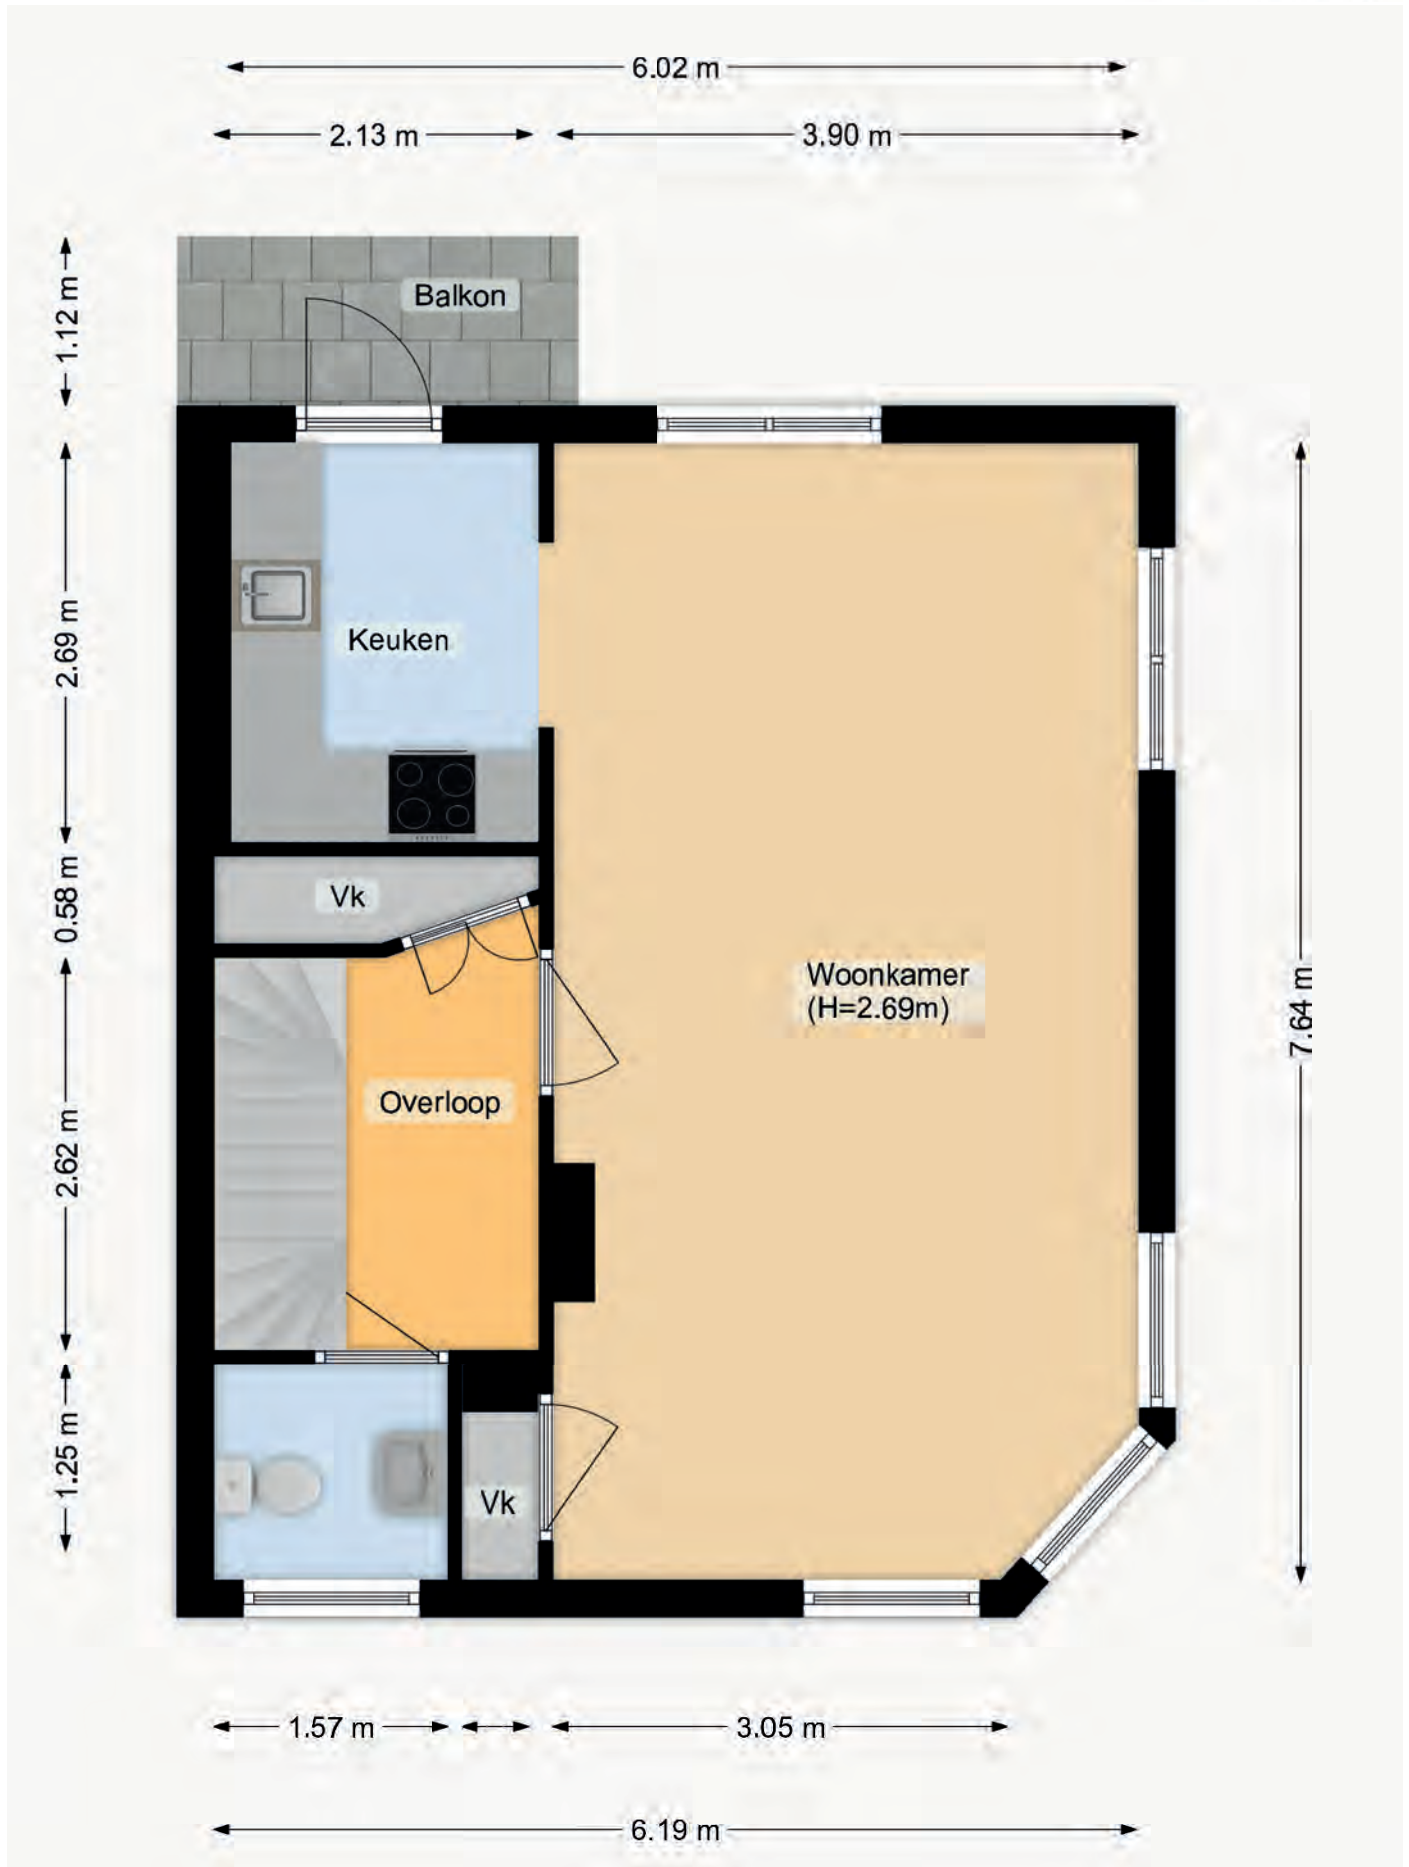 6.02 m
2.13 m
3.90 m
1.12 m
Balkon
2.69 m
Keuken
0.58 m
Vk
Woonkamer
(H=2.69m)
7.64 m
Overloop
2.62 m
1.25 m
Vk
1.57 m
3.05 m
6.19 m